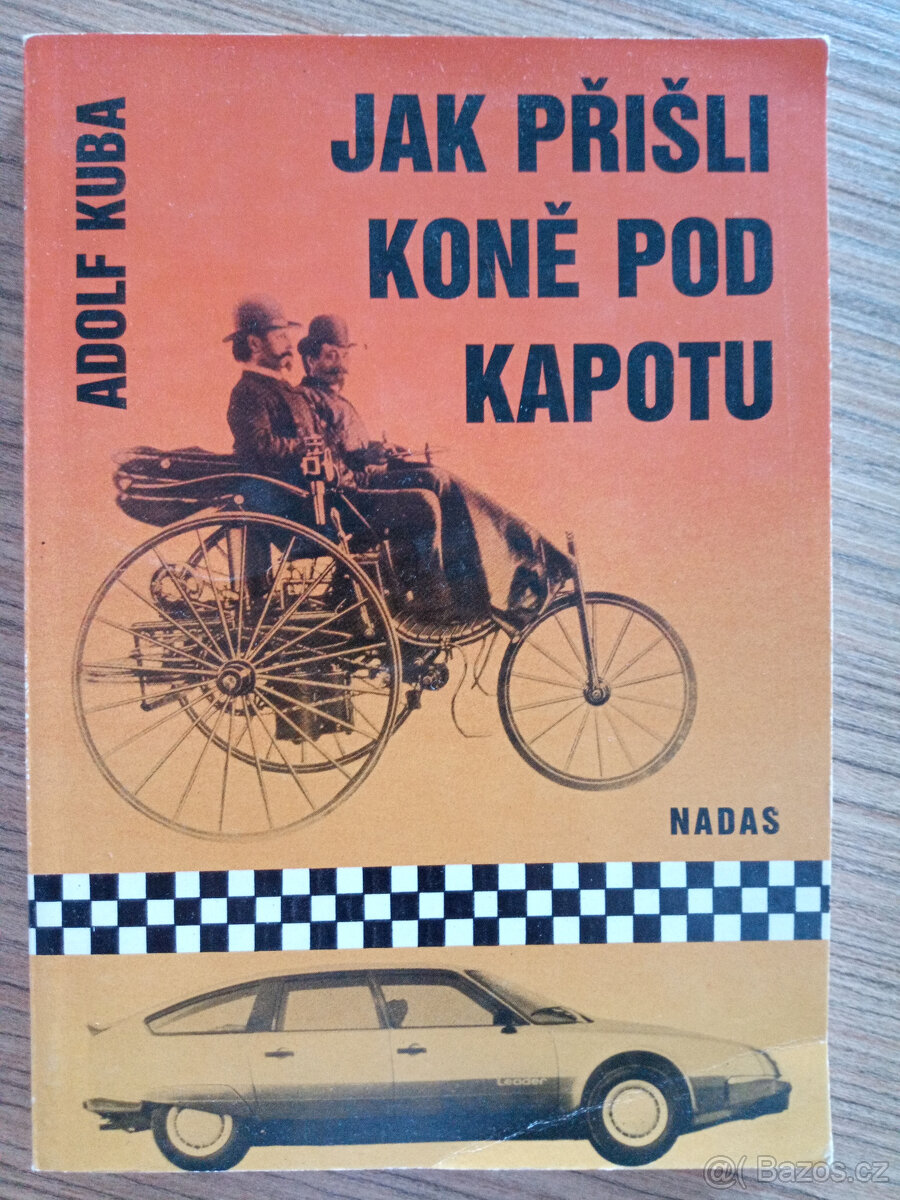 ADOLF KUBA
JAK PŘIŠLI
KONĚ POD
KAPOTU
NADAS
Leader
@( Bazos.cz